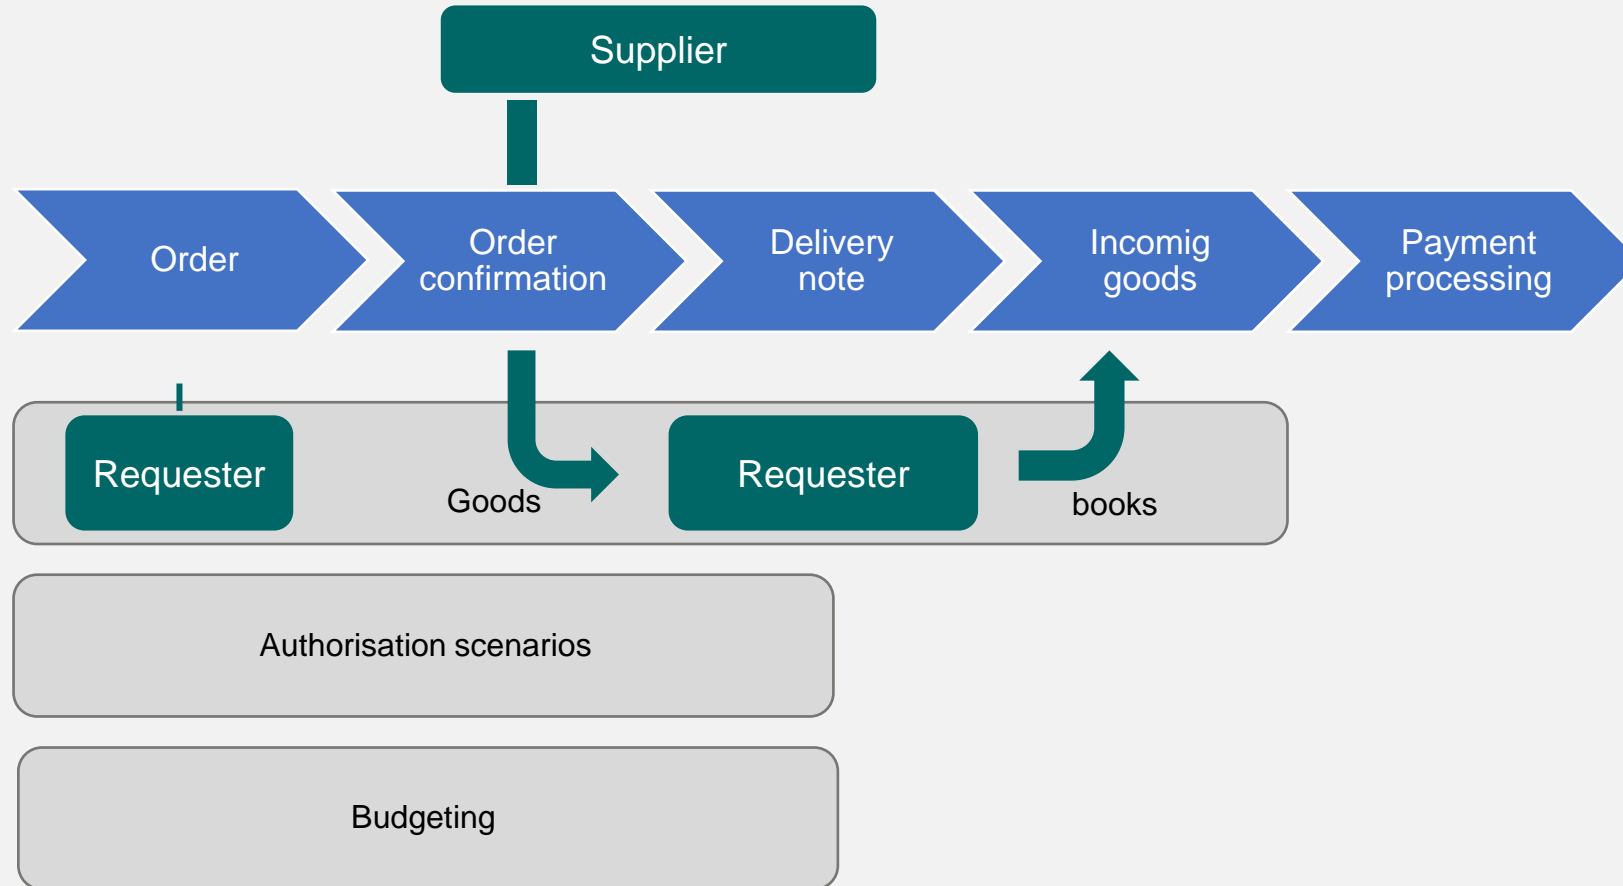 Supplier
Order
Order
confirmation
Delivery
note
Incomig
goods
Payment
processing
Requester
Goods
Requester
books
Authorisation scenarios
Budgeting